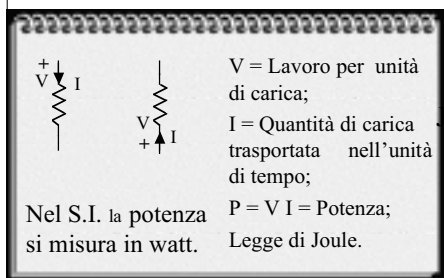 +
V I
V
+ I
V = Lavoro per unità
di carica;
I = Quantità di carica
trasportata nell'unità
di tempo;
P = V I = Potenza;
Legge di Joule.
Nel S.I. la potenza
si misura in watt.